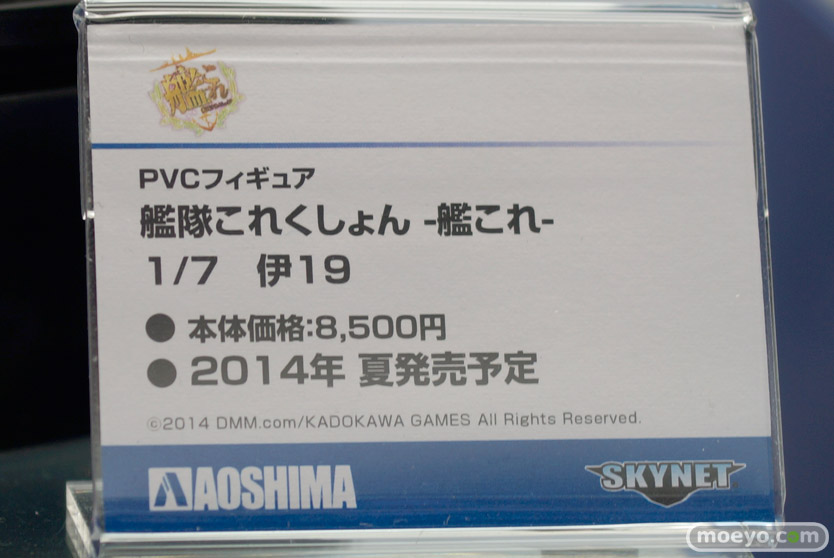 艦これ
PVCフィギュア
艦隊これくしょん -艦これ-
1/7 伊19
● 本体価格:8,500円
● 2014年 夏発売予定
©2014 DMM.com/KADOKAWA GAMES All Rights Reserved.
AOSHIMA
SKYNET
moeyo.com